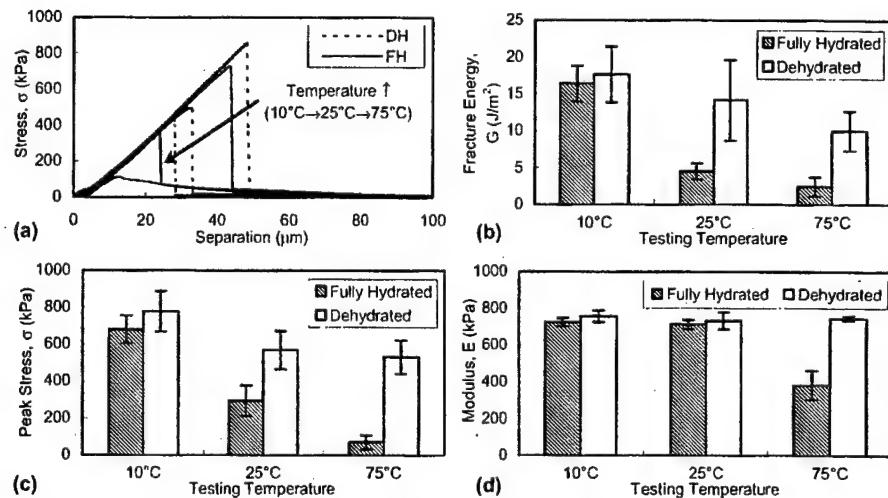 1000
800
600
400
200
0
Stress, σ (kPa)
DH
FH
Temperature ↑
(10°C→25°C→75°C)
0 20 40 60 80 100
Separation (μm)
(a)
25
20
15
10
5
0
Fracture Energy,
G (J/m²)
Fully Hydrated
Dehydrated
10°C 25°C 75°C
Testing Temperature
(b)
1000
800
600
400
200
0
Peak Stress, σ (kPa)
Fully Hydrated
Dehydrated
10°C 25°C 75°C
Testing Temperature
(c)
1000
800
600
400
200
0
Modulus, E (kPa)
Fully Hydrated Dehydrated
10°C 25°C 75°C
Testing Temperature
(d)